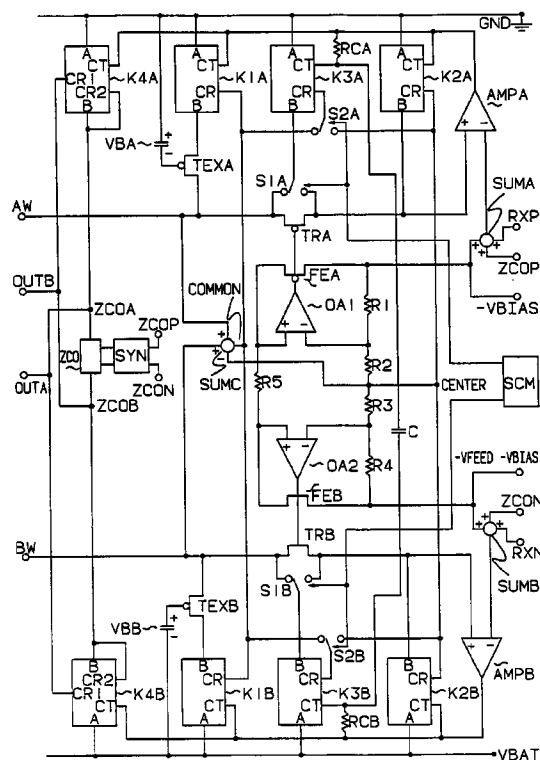 GND
A
CT
CR1
CR2
B
K4A
A
CT
CR
B
K1A
RCA
A
CT
CR
B
K3A
A
CT
CR
B
K2A
AMPA
+
-
S2A
VBA
+
-
TEXA
S1A
SUMA
RXP
AW
TRA
ZCOP
+
+
+
OUTB
COMMON
FEA
-VBIAS
ZCOA
ZCOP
OA1
R1
+
-
ZCO
SYN
ZCON
SUMC
R2
OUTA
R5
CENTER
SCM
R3
ZCOB
C
+
-
OA2
R4
-VFEED -VBIAS
FEB
ZCON
+
+
+
RXN
BW
TRB
SUMB
S1B
TEXB
VBB
+
-
S2B
+
-
AMPB
B
CR2
CR1
CT
A
K4B
B
CR
CT
A
K1B
B
CR
CT
A
K3B
RCB
B
CR
CT
A
K2B
VBAT